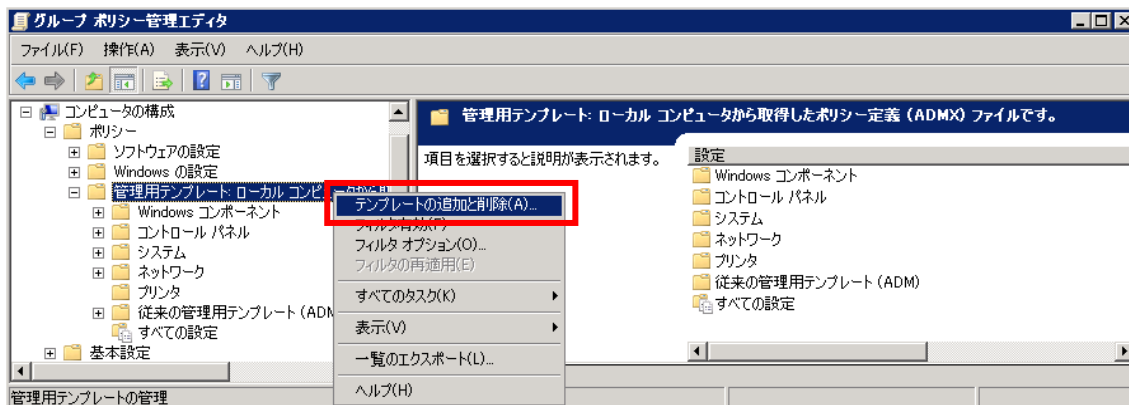 グループ ポリシー管理エディタ
ファイル(F) 操作(A) 表示(V) ヘルプ(H)
コンピュータの構成
ポリシー
ソフトウェアの設定
Windows の設定
管理用テンプレート: ローカル コンピュータから取
Windows コンポーネント
コントロール パネル
システム
ネットワーク
プリンタ
従来の管理用テンプレート (ADM
すべての設定
基本設定
テンプレートの追加と削除(A)...
フィルタ有効(F)
フィルタ オプション(O)...
フィルタの再適用(E)
すべてのタスク(K)
表示(V)
一覧のエクスポート(L)...
ヘルプ(H)
管理用テンプレート: ローカル コンピュータから取得したポリシー定義 (ADMX) ファイルです。
項目を選択すると説明が表示されます。
設定
Windows コンポーネント
コントロール パネル
システム
ネットワーク
プリンタ
従来の管理用テンプレート (ADM)
すべての設定
管理用テンプレートの管理